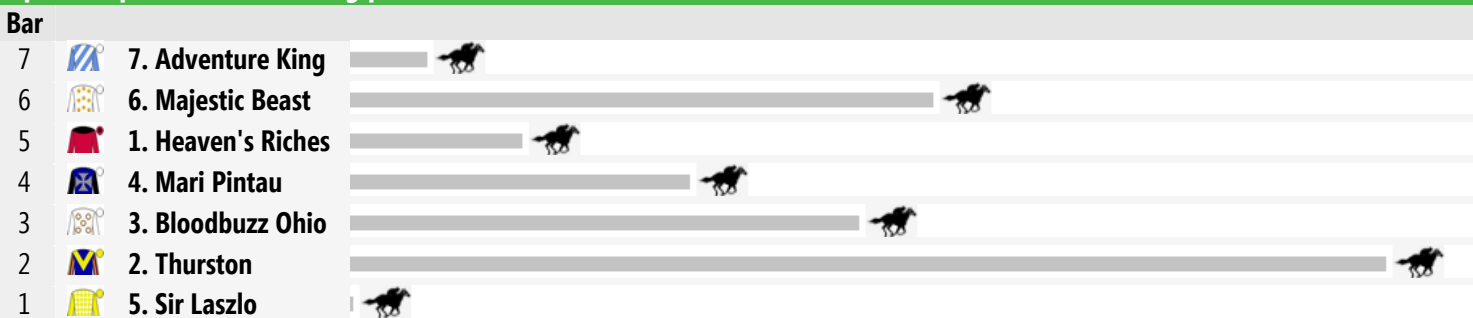 Bar
7 7. Adventure King
6 6. Majestic Beast
5 1. Heaven's Riches
4 4. Mari Pintau
3 3. Bloodbuzz Ohio
2 2. Thurston
1 5. Sir Laszlo